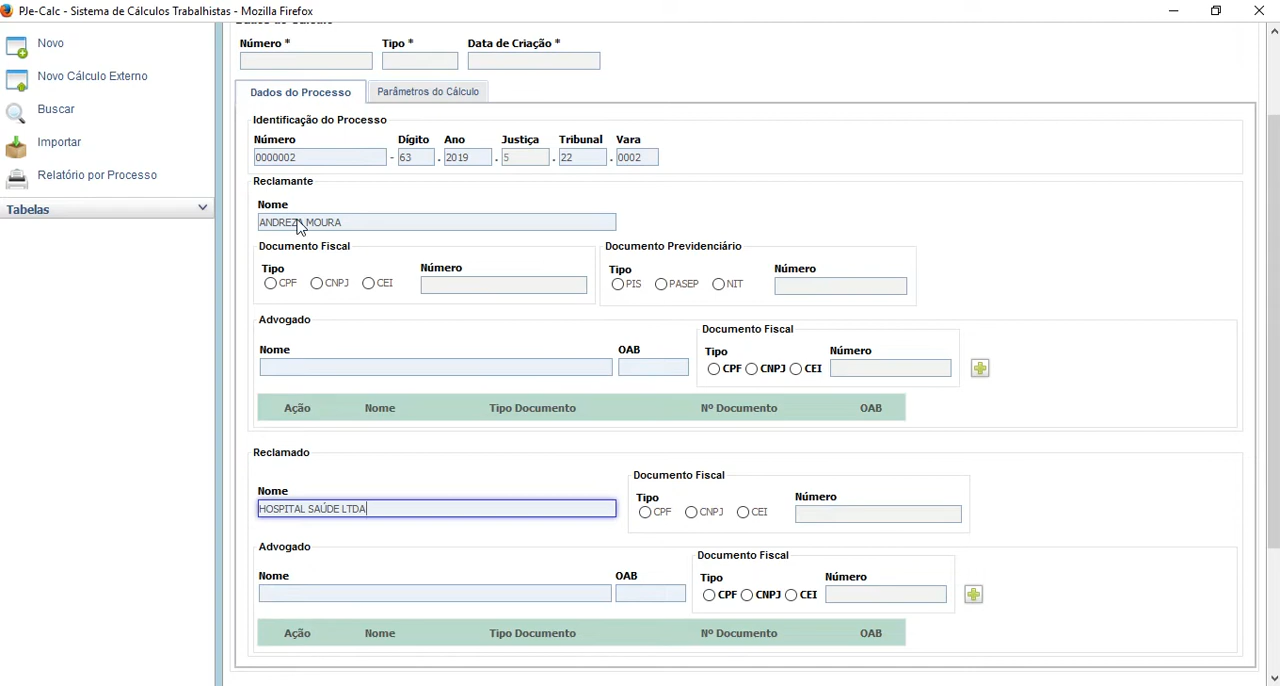 PJe-Calc - Sistema de Cálculos Trabalhistas - Mozilla Firefox
Novo
Novo Cálculo Externo
Buscar
Importar
Relatório por Processo
Tabelas
Dados do Cálculo
Número * Tipo * Data de Criação *
Dados do Processo Parâmetros do Cálculo
Identificação do Processo
Número Dígito Ano Justiça Tribunal Vara
0000002 - 63 . 2019 . 5 . 22 . 0002
Reclamante
Nome
ANDREZA MOURA
Documento Fiscal Documento Previdenciário
Tipo Número Tipo Número
CPF CNPJ CEI PIS PASEP NIT
Advogado Documento Fiscal
Nome OAB Tipo Número
CPF CNPJ CEI
Ação Nome Tipo Documento Nº Documento OAB
Reclamado
Documento Fiscal
Nome Tipo Número
HOSPITAL SAÚDE LTDA CPF CNPJ CEI
Advogado Documento Fiscal
Nome OAB Tipo Número
CPF CNPJ CEI
Ação Nome Tipo Documento Nº Documento OAB